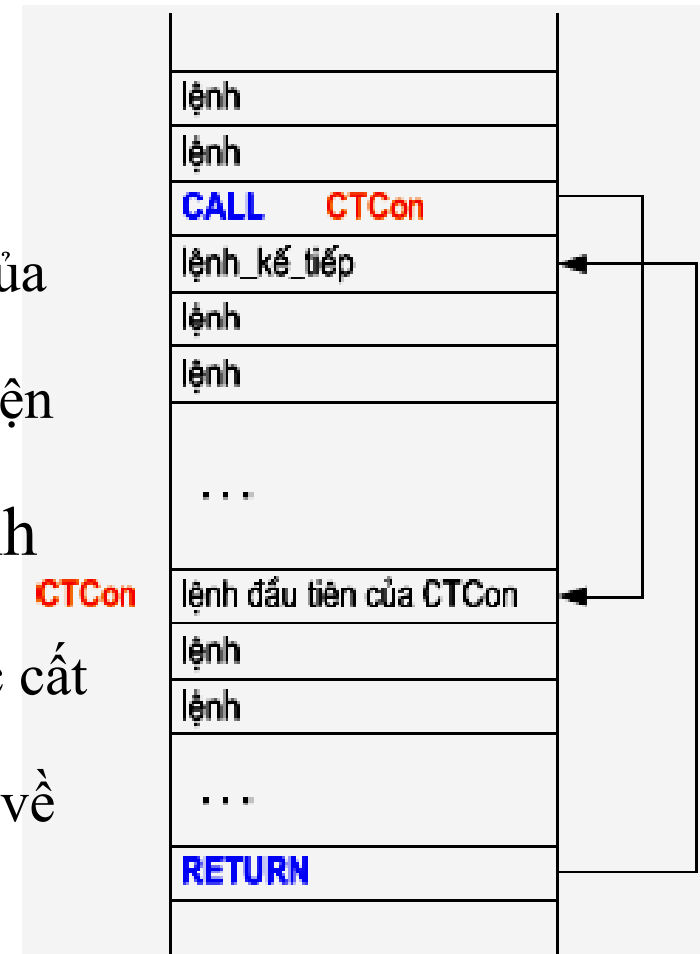 lệnh
lệnh
CALL CTCon
ủa
lệnh_kế_tiếp
lệnh
lệnh
ện
...
nh
CTCon lệnh đầu tiên của CTCon
lệnh
cất
lệnh
về
...
RETURN